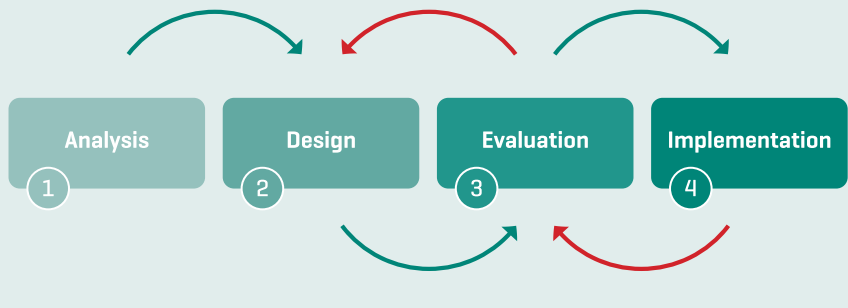 Analysis
1
Design
2
Evaluation
3
Implementation
4